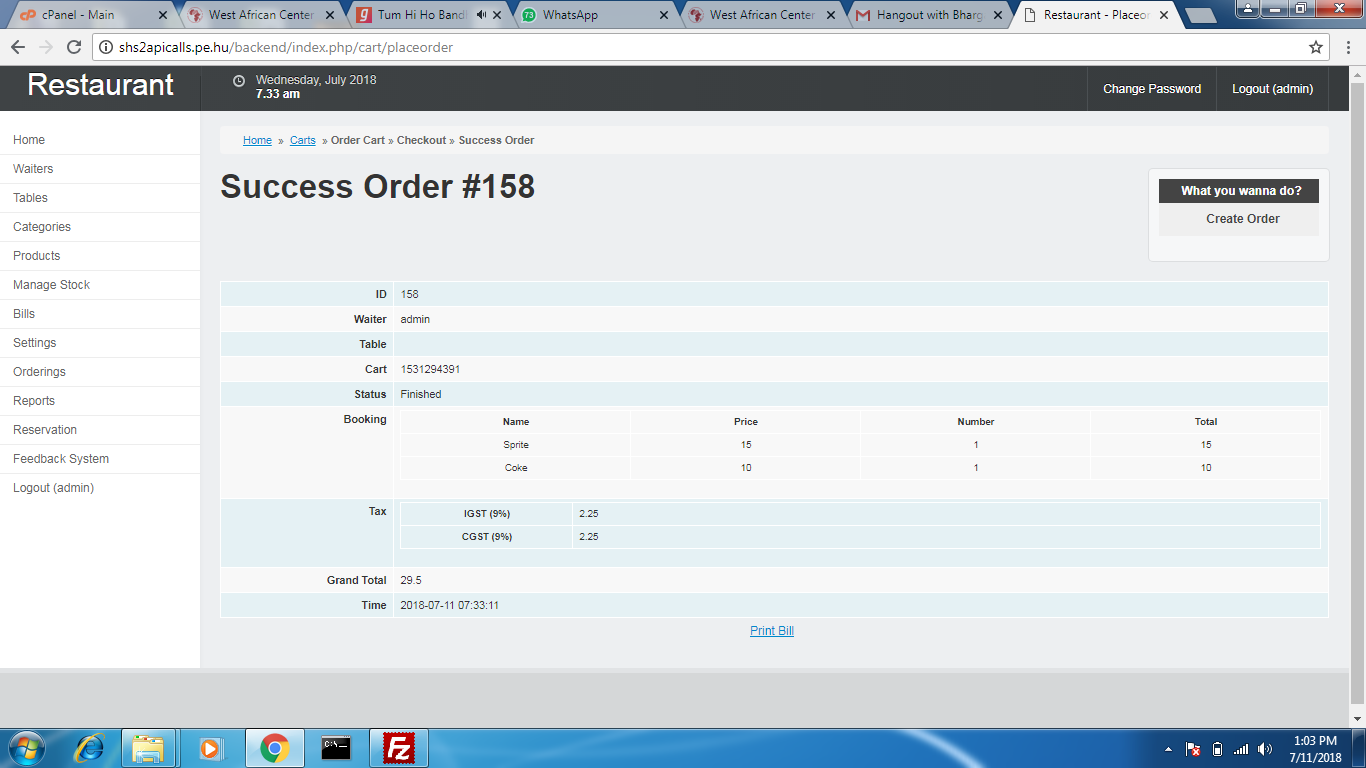 cPanel - Main
West African Center
Tum Hi Ho Band
WhatsApp
West African Center
Hangout with Bharg
Restaurant - Placeor
shs2apicalls.pe.hu/backend/index.php/cart/placeorder
Restaurant
Wednesday, July 2018
7.33 am
Change Password
Logout (admin)
Home
Waiters
Tables
Categories
Products
Manage Stock
Bills
Settings
Orderings
Reports
Reservation
Feedback System
Logout (admin)
Home » Carts » Order Cart » Checkout » Success Order
Success Order #158
What you wanna do?
Create Order
ID 158
Waiter admin
Table
Cart 1531294391
Status Finished
Booking
Name Price Number Total
Sprite 15 1 15
Coke 10 1 10
Tax
IGST (9%) 2.25
CGST (9%) 2.25
Grand Total 29.5
Time 2018-07-11 07:33:11
Print Bill
1:03 PM
7/11/2018